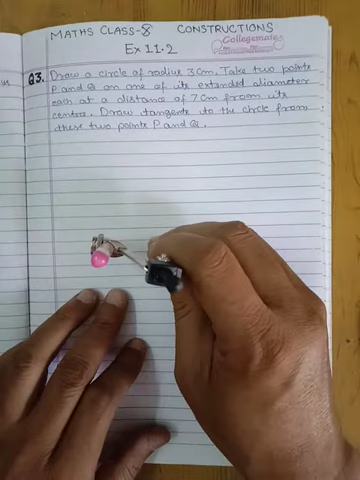 MATHS CLASS-8 CONSTRUCTIONS
Collegemate
Ex 11.2
Q3. Draw a circle of radius 3cm. Take two points
P and Q on one of its extended diameter
each at a distance of 7cm from its
centre. Draw tangents to the circle from
these two points P and Q.